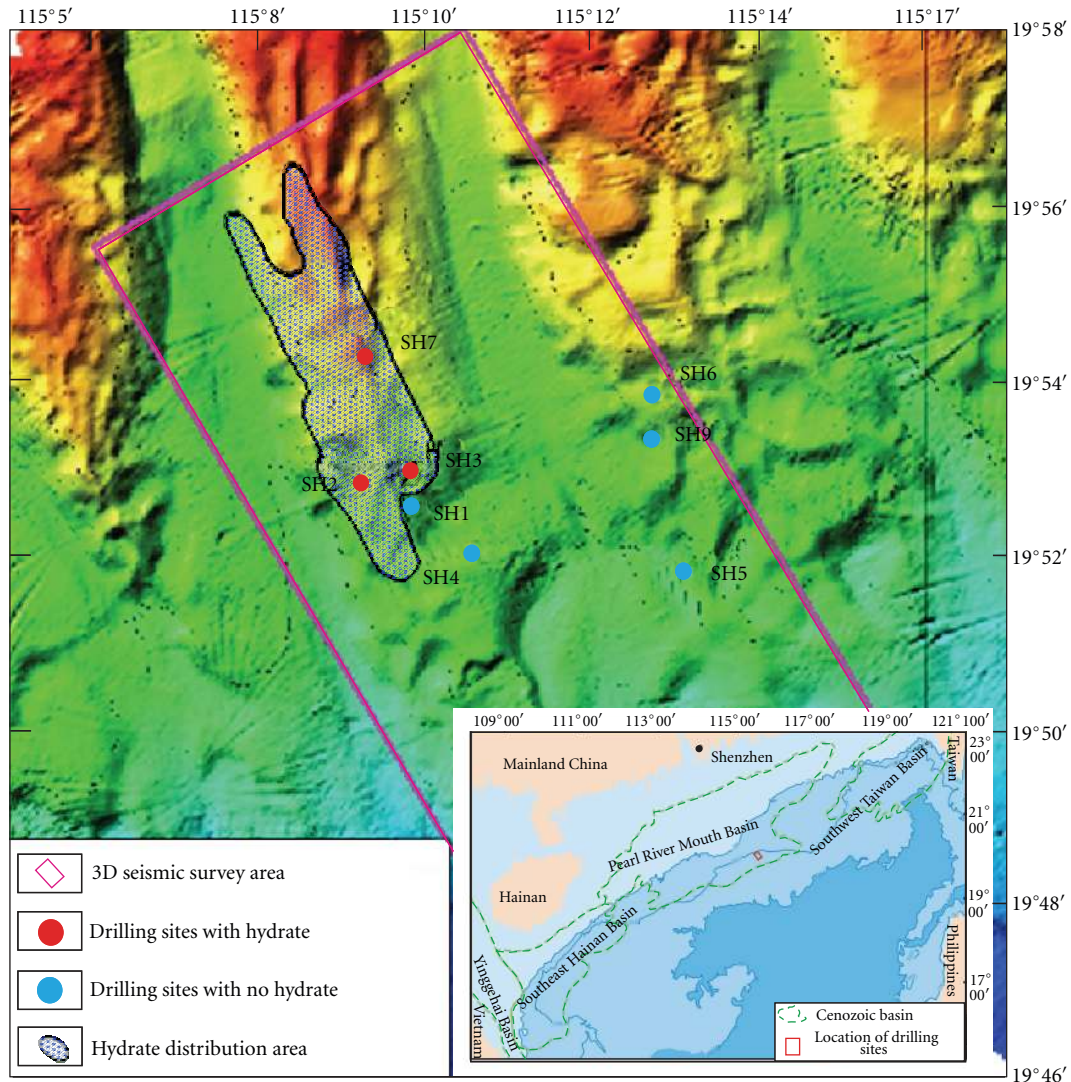 115°5′ 115°8′ 115°10′ 115°12′ 115°14′ 115°17′
19°58′
19°56′
SH7
SH6
19°54′
SH9
SH3
SH2
SH1
19°52′
SH4
SH5
19°50′
3D seismic survey area
Drilling sites with hydrate
Drilling sites with no hydrate
Hydrate distribution area
109°00′ 111°00′ 113°00′ 115°00′ 117°00′ 119°00′ 121°100′
Mainland China
Shenzhen
Taiwan
23°
00′
Pearl River Mouth Basin
Southwest Taiwan Basin
21°
00′
Hainan
19°
00′
Southeast Hainan Basin
Yinggehai Basin
Vietnam
Philippines
17°
00′
Cenozoic basin
Location of drilling
sites
19°48′
19°46′